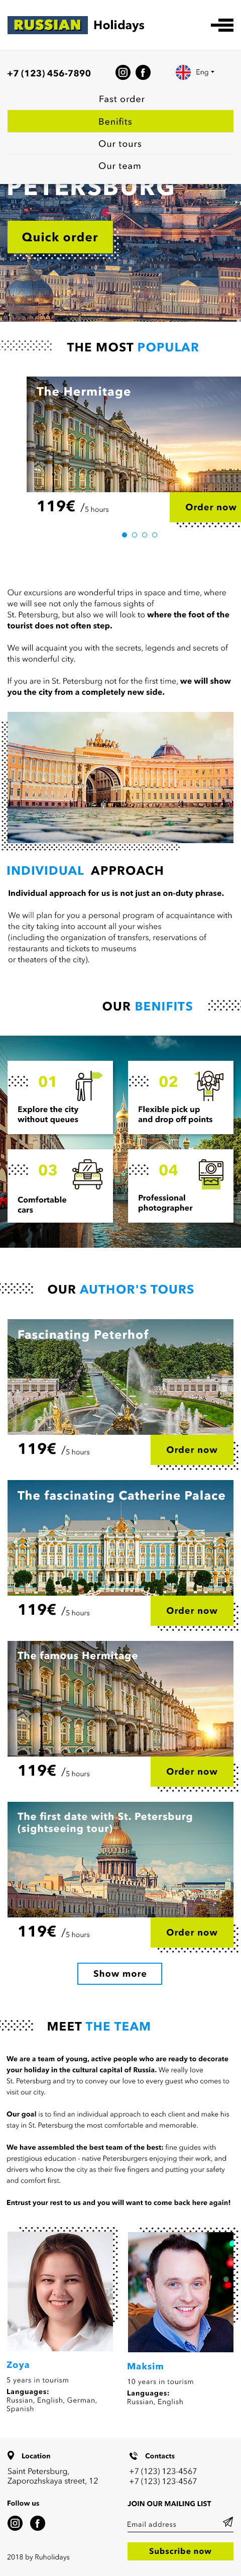 RUSSIAN Holidays
+7 (123) 456-7890
Eng
Fast order
Benifits
Our tours
Our team
PETERSBURG
Quick order
THE MOST POPULAR
The Hermitage
119€ /5 hours
Order now
Our excursions are wonderful trips in space and time, where
we will see not only the famous sights of
St. Petersburg, but also we will look to where the foot of the
tourist does not often step.
We will acquaint you with the secrets, legends and secrets of
this wonderful city.
If you are in St. Petersburg not for the first time, we will show
you the city from a completely new side.
INDIVIDUAL APPROACH
Individual approach for us is not just an on-duty phrase.
We will plan for you a personal program of acquaintance with
the city taking into account all your wishes
(including the organization of transfers, reservations of
restaurants and tickets to museums
or theaters of the city).
OUR BENIFITS
01
Explore the city
without queues
02
Flexible pick up
and drop off points
03
Comfortable
cars
04
Professional
photographer
OUR AUTHOR'S TOURS
Fascinating Peterhof
119€ /5 hours
Order now
The fascinating Catherine Palace
119€ /5 hours
Order now
The famous Hermitage
119€ /5 hours
Order now
The first date with St. Petersburg
(sightseeing tour)
119€ /5 hours
Order now
Show more
MEET THE TEAM
We are a team of young, active people who are ready to decorate
your holiday in the cultural capital of Russia. We really love
St. Petersburg and try to convey our love to every guest who comes to
visit our city.
Our goal is to find an individual approach to each client and make his
stay in St. Petersburg the most comfortable and memorable.
We have assembled the best team of the best: fine guides with
prestigious education - native Petersburgers enjoying their work, and
drivers who know the city as their five fingers and putting your safety
and comfort first.
Entrust your rest to us and you will want to come back here again!
Zoya
5 years in tourism
Languages:
Russian, English, German,
Spanish
Maksim
10 years in tourism
Languages:
Russian, English
Location
Saint Petersburg,
Zaporozhskaya street, 12
Contacts
+7 (123) 123-4567
+7 (123) 123-4567
Follow us
JOIN OUR MAILING LIST
Email address
Subscribe now
2018 by Ruholidays